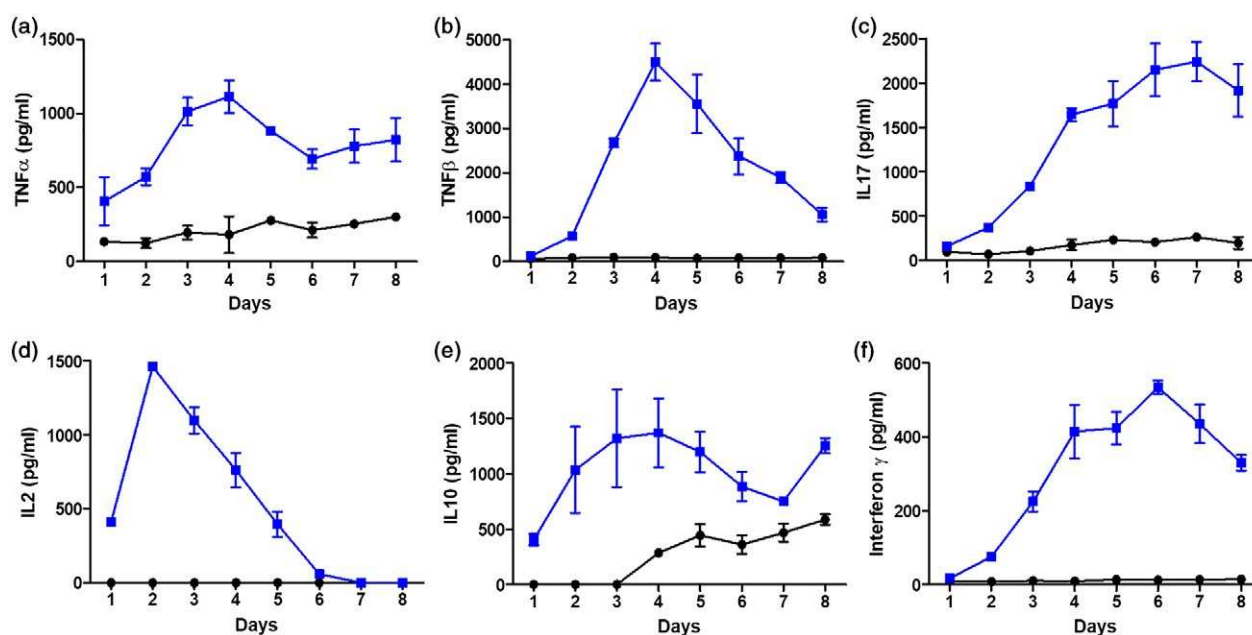 (a)
TNFα (pg/ml)
1500
1000
500
0
1 2 3 4 5 6 7 8
Days
(b)
TNFβ (pg/ml)
5000
4000
3000
2000
1000
0
1 2 3 4 5 6 7 8
Days
(c)
IL17 (pg/ml)
2500
2000
1500
1000
500
0
1 2 3 4 5 6 7 8
Days
(d)
IL2 (pg/ml)
1500
1000
500
0
1 2 3 4 5 6 7 8
Days
(e)
IL10 (pg/ml)
2000
1500
1000
500
0
1 2 3 4 5 6 7 8
Days
(f)
Interferon γ (pg/ml)
600
400
200
0
1 2 3 4 5 6 7 8
Days